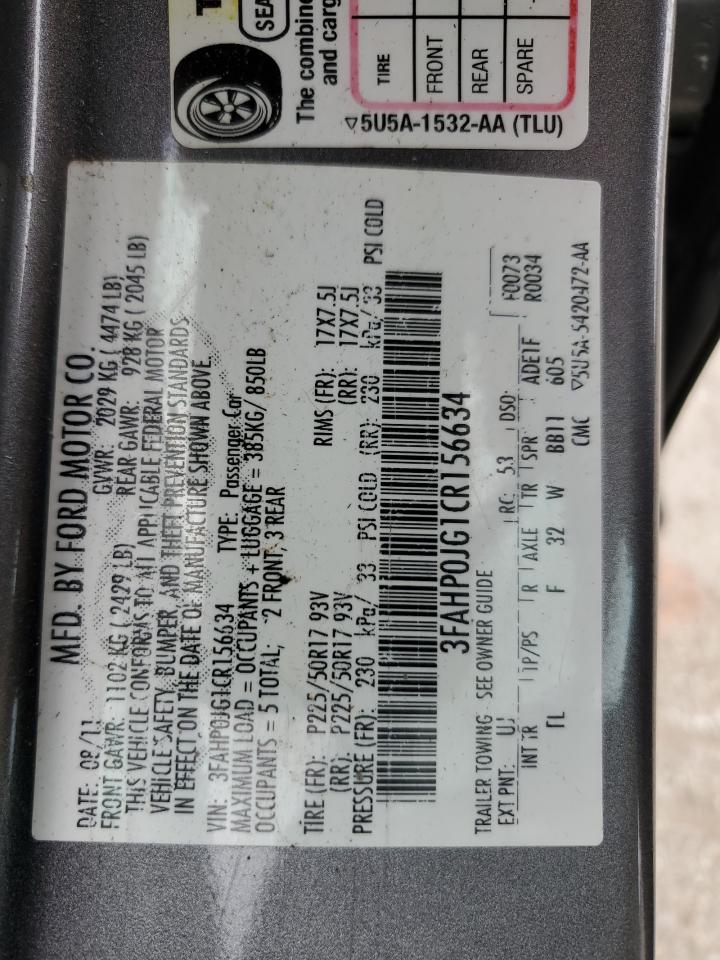 SEA
The combine
and carg
TIRE
FRONT
REAR
SPARE
5U5A-1532-AA (TLU)
MFD. BY FORD MOTOR CO.
DATE: 08/11 GVWR: 2029 KG ( 4474 LB)
FRONT GAWR: 1102 KG ( 2429 LB) REAR GAWR: 928 KG ( 2045 LB)
THIS VEHICLE CONFORMS TO ALL APPLICABLE FEDERAL MOTOR
VEHICLE SAFETY, BUMPER, AND THEFT PREVENTION STANDARDS
IN EFFECT ON THE DATE OF MANUFACTURE SHOWN ABOVE.
VIN: 3FAHP0JG1CR156634 TYPE: Passenger Car
MAXIMUM LOAD = OCCUPANTS + LUGGAGE = 385KG/ 850LB
OCCUPANTS = 5 TOTAL; 2 FRONT, 3 REAR
TIRE (FR): P225/50R17 93V RIMS (FR): 17X7.5J
(RR): P225/50R17 93V (RR): 17X7.5J
PRESSURE (FR): 230 kPa/ 33 PSI COLD (RR): 230 kPa/ 33 PSI COLD
3FAHP0JG1CR156634
TRAILER TOWING - SEE OWNER GUIDE F0073
EXT PNT: UJ RC: 53 DSO: R0034
INT TR TP/PS R AXLE TR SPR ADE1F
TL F 32 W BB11 605
CMC 5U5A-5420472-AA